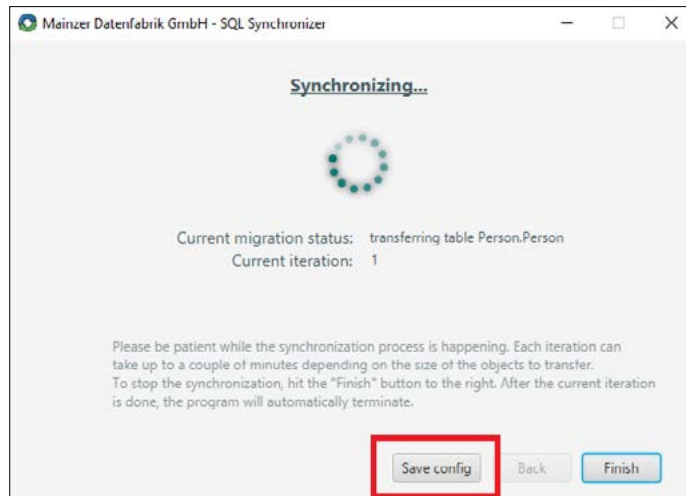 Mainzer Datenfabrik GmbH - SQL Synchronizer
Synchronizing...
Current migration status: transferring table Person.Person
Current iteration: 1
Please be patient while the synchronization process is happening. Each iteration can
take up to a couple of minutes depending on the size of the objects to transfer.
To stop the synchronization, hit the "Finish" button to the right. After the current iteration
is done, the program will automatically terminate.
Save config Back Finish